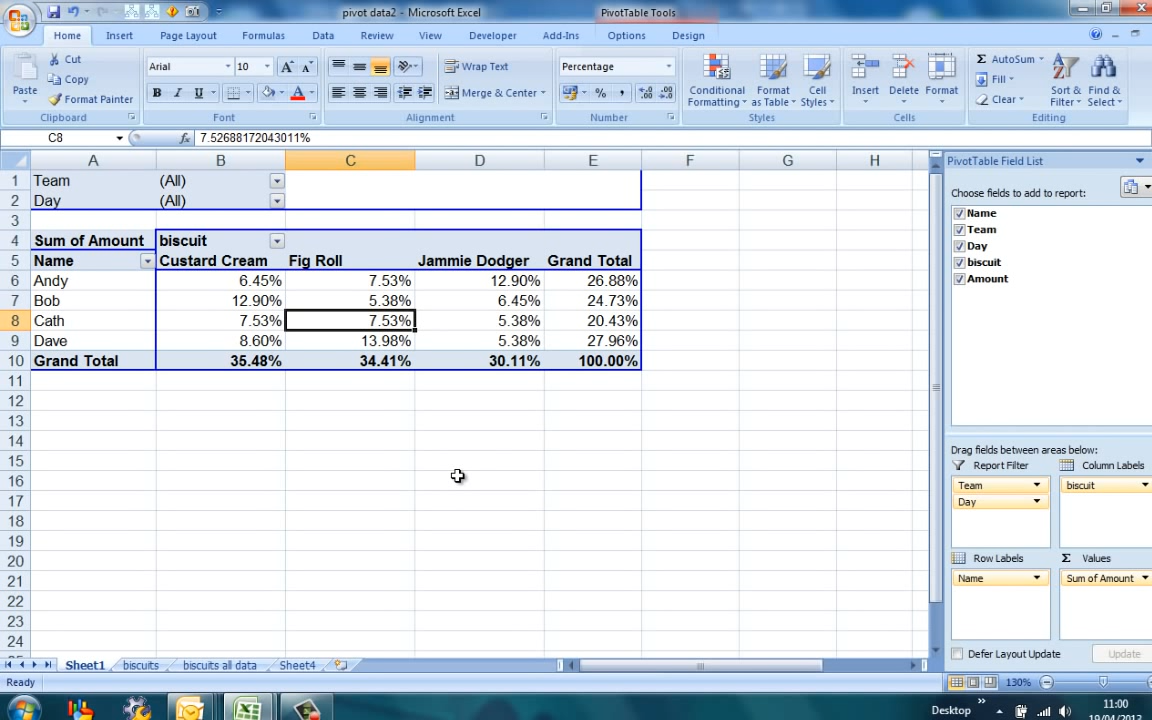 pivot data2 - Microsoft Excel
PivotTable Tools
Home Insert Page Layout Formulas Data Review View Developer Add-Ins Options Design
Paste
Cut
Copy
Format Painter
Clipboard
Arial 10
B I U
Font
Wrap Text
Merge & Center
Alignment
Percentage
Number
Conditional Formatting
Format as Table
Cell Styles
Styles
Insert Delete Format
Cells
Σ AutoSum
Fill
Clear
Sort & Filter
Find & Select
Editing
C8 fx 7.52688172043011%
A B C D E F G H
1 Team (All)
2 Day (All)
3
4 Sum of Amount biscuit
5 Name Custard Cream Fig Roll Jammie Dodger Grand Total
6 Andy 6.45% 7.53% 12.90% 26.88%
7 Bob 12.90% 5.38% 6.45% 24.73%
8 Cath 7.53% 7.53% 5.38% 20.43%
9 Dave 8.60% 13.98% 5.38% 27.96%
10 Grand Total 35.48% 34.41% 30.11% 100.00%
11
12
13
14
15
16
17
18
19
20
21
22
23
24
PivotTable Field List
Choose fields to add to report:
Name
Team
Day
biscuit
Amount
Drag fields between areas below:
Report Filter Column Labels
Team biscuit
Day
Row Labels Σ Values
Name Sum of Amount
Defer Layout Update Update
Sheet1 biscuits biscuits all data Sheet4
Ready 130%
Desktop 11:00